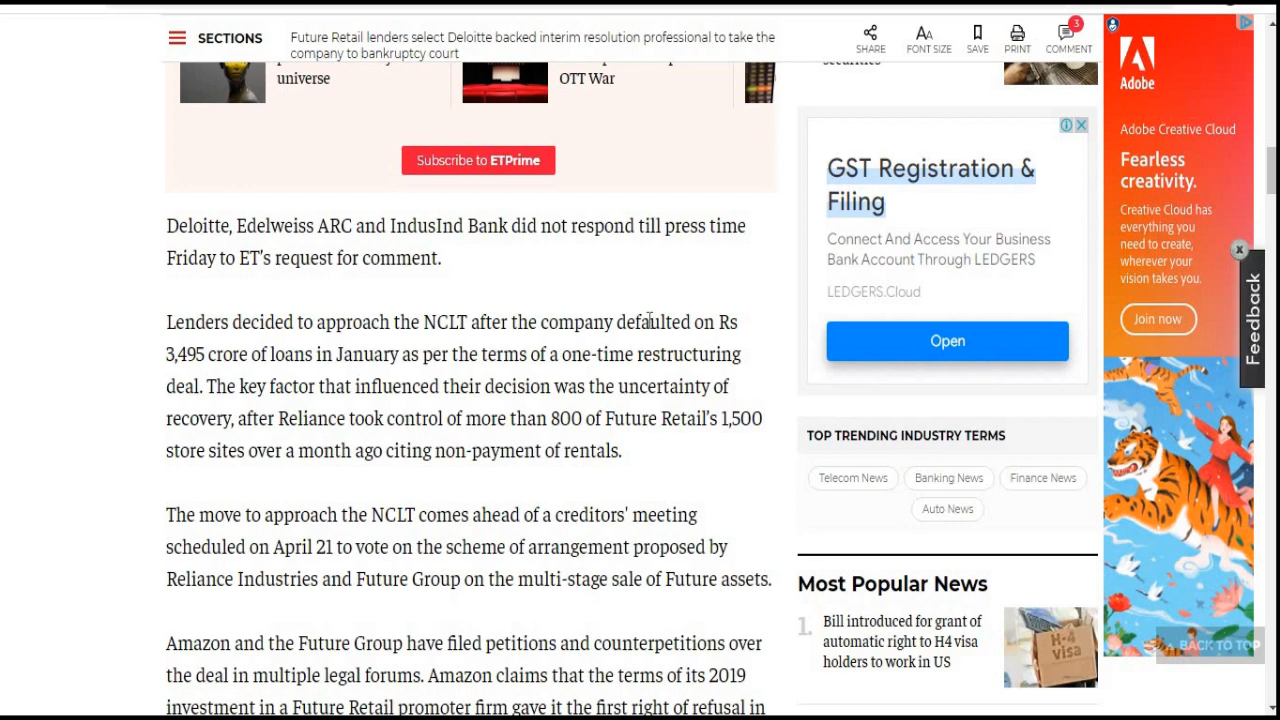 SECTIONS
Future Retail lenders select Deloitte backed interim resolution professional to take the
company to bankruptcy court
SHARE
FONT SIZE
SAVE
PRINT
3
COMMENT
universe
OTT War
Subscribe to ETPrime
Deloitte, Edelweiss ARC and IndusInd Bank did not respond till press time
Friday to ET's request for comment.
Lenders decided to approach the NCLT after the company defaulted on Rs
3,495 crore of loans in January as per the terms of a one-time restructuring
deal. The key factor that influenced their decision was the uncertainty of
recovery, after Reliance took control of more than 800 of Future Retail's 1,500
store sites over a month ago citing non-payment of rentals.
The move to approach the NCLT comes ahead of a creditors' meeting
scheduled on April 21 to vote on the scheme of arrangement proposed by
Reliance Industries and Future Group on the multi-stage sale of Future assets.
Amazon and the Future Group have filed petitions and counterpetitions over
the deal in multiple legal forums. Amazon claims that the terms of its 2019
investment in a Future Retail promoter firm gave it the first right of refusal in
securities
GST Registration &
Filing
Connect And Access Your Business
Bank Account Through LEDGERS
LEDGERS.Cloud
Open
TOP TRENDING INDUSTRY TERMS
Telecom News
Banking News
Finance News
Auto News
Most Popular News
1.
Bill introduced for grant of
automatic right to H4 visa
holders to work in US
H-4
visa
Adobe
Adobe Creative Cloud
Fearless
creativity.
Creative Cloud has
everything you
need to create,
wherever your
vision takes you.
Join now
Feedback
BACK TO TOP